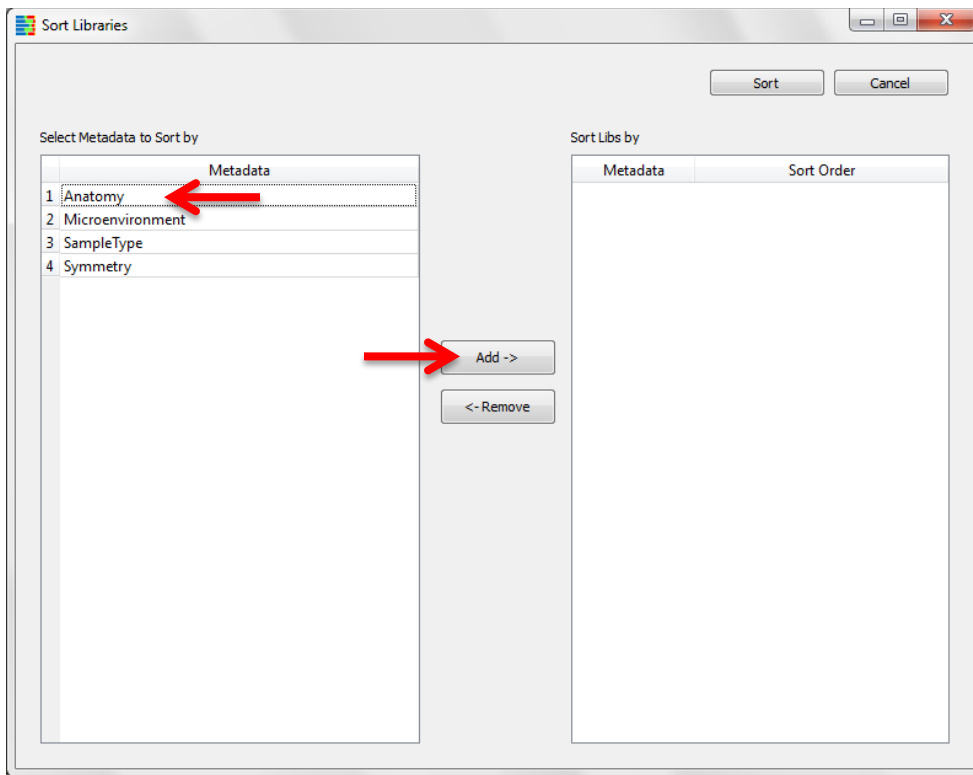 Sort Libraries
Sort Cancel
Select Metadata to Sort by
Sort Libs by
Metadata
Metadata Sort Order
1 Anatomy
2 Microenvironment
3 SampleType
4 Symmetry
Add ->
<- Remove